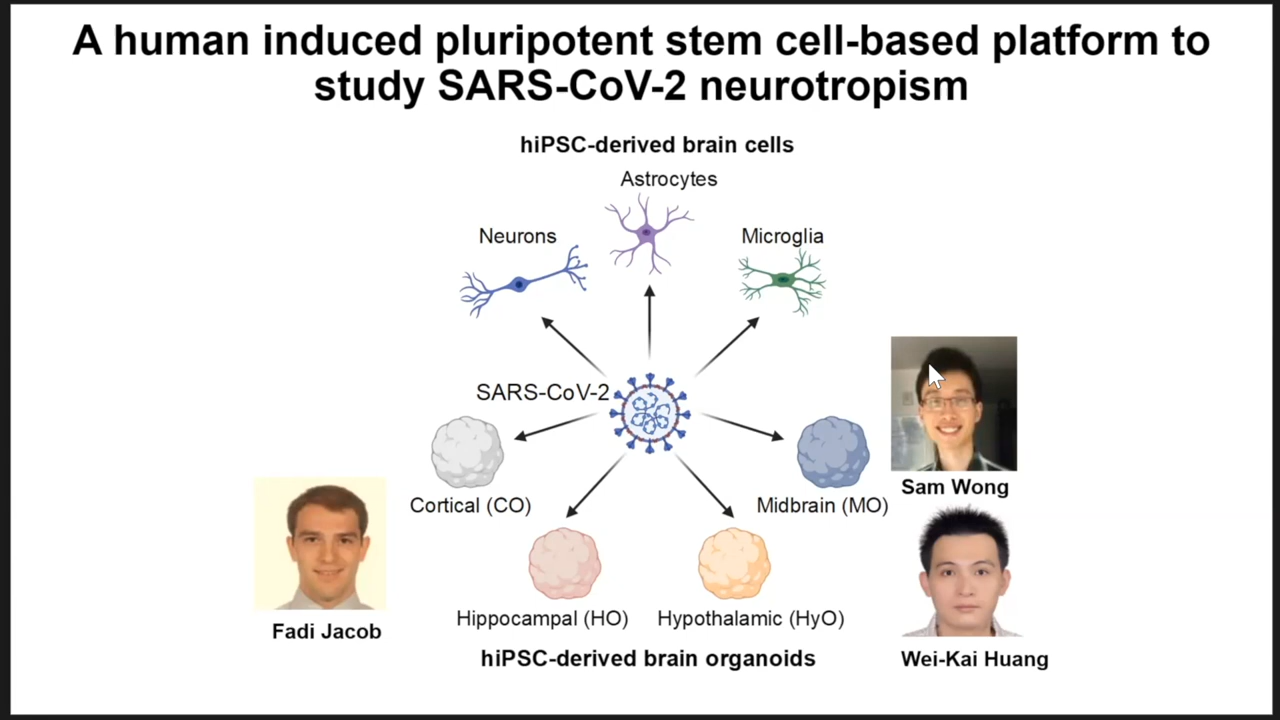 A human induced pluripotent stem cell-based platform to
study SARS-CoV-2 neurotropism
hiPSC-derived brain cells
Astrocytes
Neurons
Microglia
SARS-CoV-2
Cortical (CO)
Midbrain (MO)
Sam Wong
Hippocampal (HO)
Hypothalamic (HyO)
Fadi Jacob
hiPSC-derived brain organoids
Wei-Kai Huang